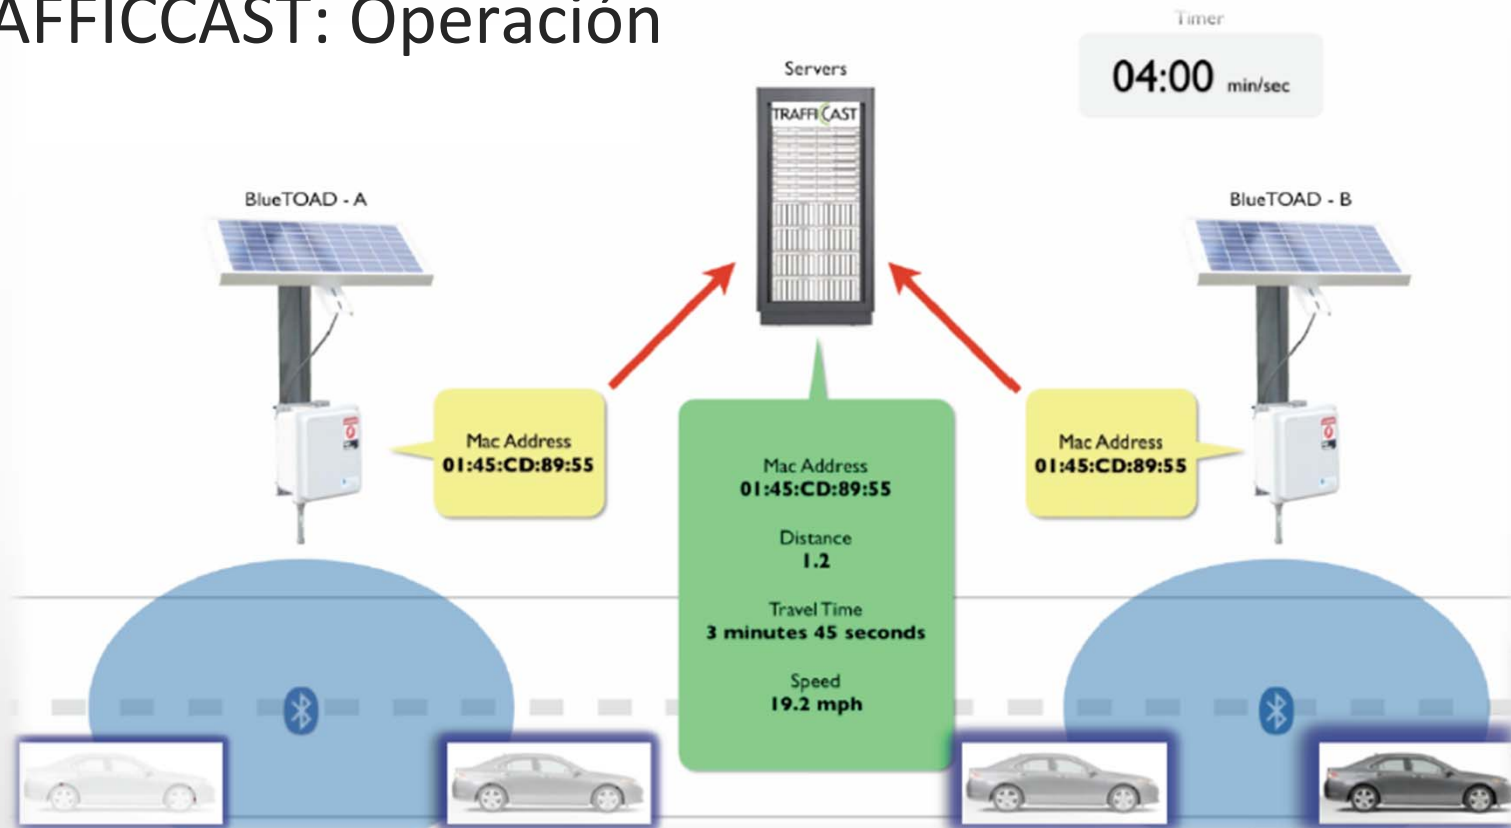 AFFICCAST: Operación
Timer
04:00 min/sec
Servers
TRAFFICAST
BlueTOAD - A
BlueTOAD - B
Mac Address
01:45:CD:89:55
Mac Address
01:45:CD:89:55
Distance
1.2
Travel Time
3 minutes 45 seconds
Speed
19.2 mph
Mac Address
01:45:CD:89:55